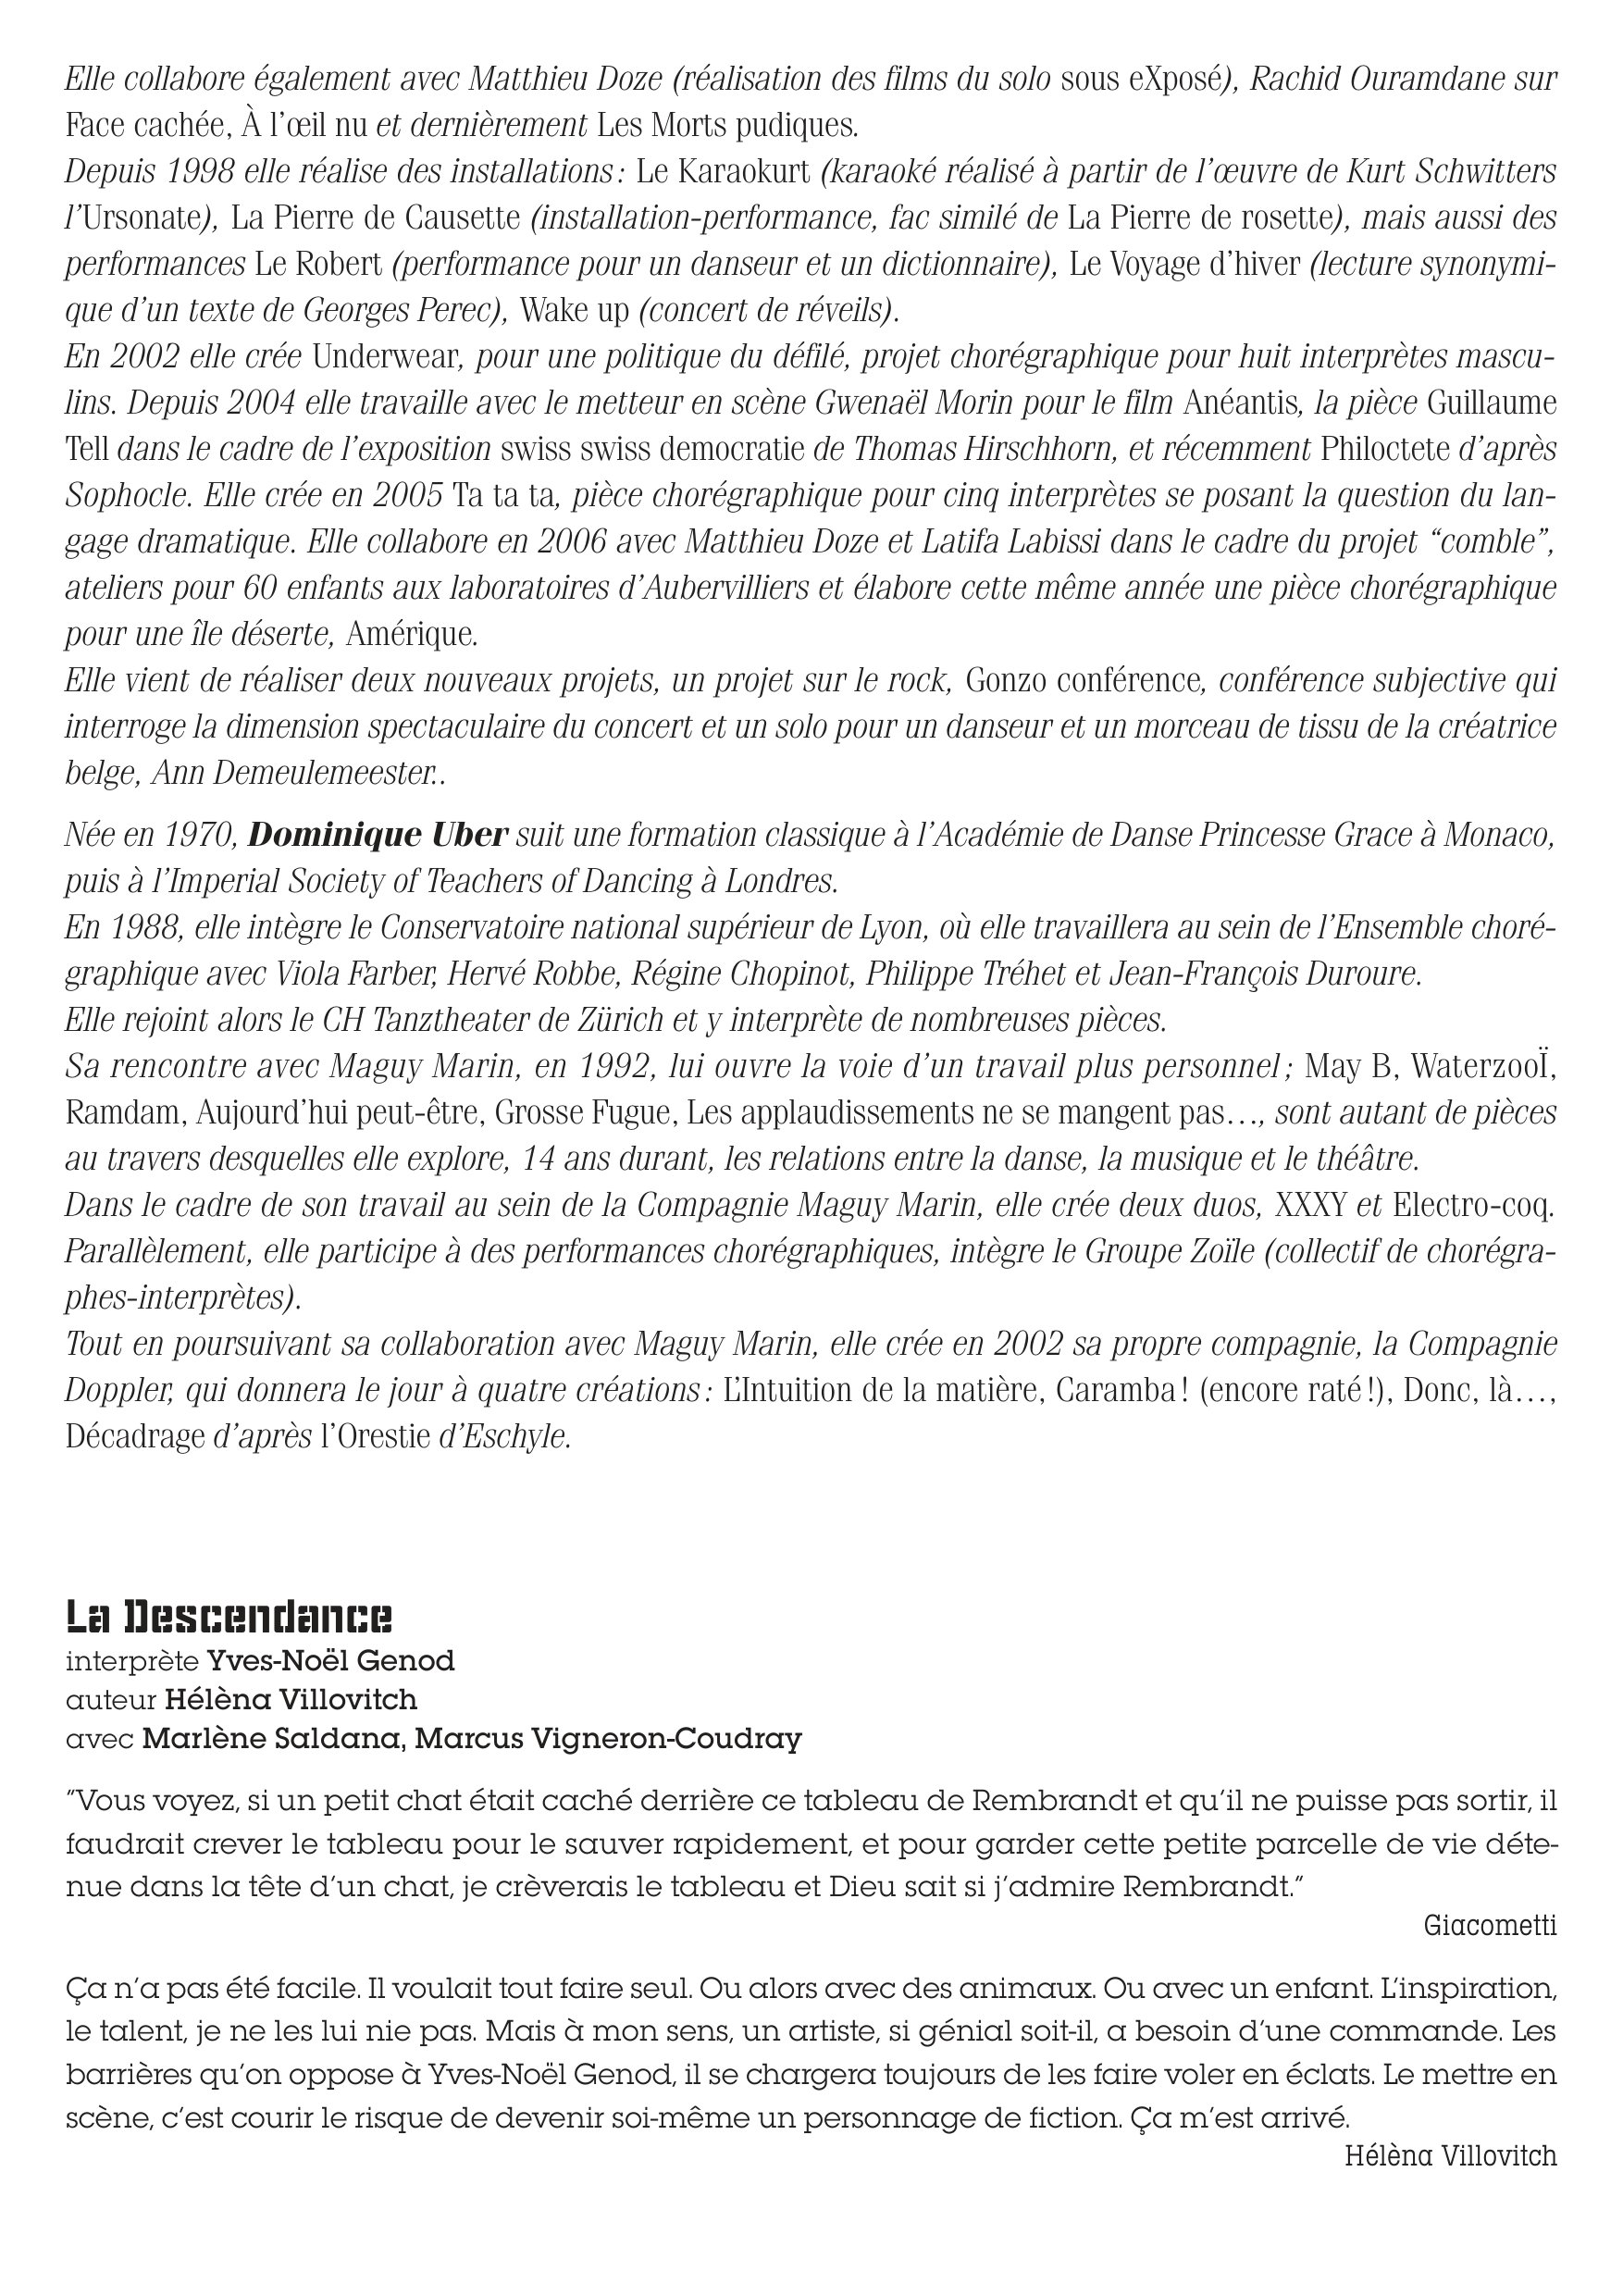 Elle collabore également avec Matthieu Doze (réalisation des films du solo sous eXposé), Rachid Ouramdane sur
Face cachée, À l’œil nu et dernièrement Les Morts pudiques.
Depuis 1998 elle réalise des installations : Le Karaokurt (karaoké réalisé à partir de l’œuvre de Kurt Schwitters
l’Ursonate), La Pierre de Causette (installation-performance, fac similé de La Pierre de rosette), mais aussi des
performances Le Robert (performance pour un danseur et un dictionnaire), Le Voyage d’hiver (lecture synonymi-
que d’un texte de Georges Perec), Wake up (concert de réveils).
En 2002 elle crée Underwear, pour une politique du défilé, projet chorégraphique pour huit interprètes mascu-
lins. Depuis 2004 elle travaille avec le metteur en scène Gwenaël Morin pour le film Anéantis, la pièce Guillaume
Tell dans le cadre de l’exposition swiss swiss democratie de Thomas Hirschhorn, et récemment Philoctete d’après
Sophocle. Elle crée en 2005 Ta ta ta, pièce chorégraphique pour cinq interprètes se posant la question du lan-
gage dramatique. Elle collabore en 2006 avec Matthieu Doze et Latifa Labissi dans le cadre du projet “comble”,
ateliers pour 60 enfants aux laboratoires d’Aubervilliers et élabore cette même année une pièce chorégraphique
pour une île déserte, Amérique.
Elle vient de réaliser deux nouveaux projets, un projet sur le rock, Gonzo conférence, conférence subjective qui
interroge la dimension spectaculaire du concert et un solo pour un danseur et un morceau de tissu de la créatrice
belge, Ann Demeulemeester..
Née en 1970, Dominique Uber suit une formation classique à l’Académie de Danse Princesse Grace à Monaco,
puis à l’Imperial Society of Teachers of Dancing à Londres.
En 1988, elle intègre le Conservatoire national supérieur de Lyon, où elle travaillera au sein de l’Ensemble choré-
graphique avec Viola Farber, Hervé Robbe, Régine Chopinot, Philippe Tréhet et Jean-François Duroure.
Elle rejoint alors le CH Tanztheater de Zürich et y interprète de nombreuses pièces.
Sa rencontre avec Maguy Marin, en 1992, lui ouvre la voie d’un travail plus personnel ; May B, WaterzooÏ,
Ramdam, Aujourd’hui peut-être, Grosse Fugue, Les applaudissements ne se mangent pas…, sont autant de pièces
au travers desquelles elle explore, 14 ans durant, les relations entre la danse, la musique et le théâtre.
Dans le cadre de son travail au sein de la Compagnie Maguy Marin, elle crée deux duos, XXXY et Electro-coq.
Parallèlement, elle participe à des performances chorégraphiques, intègre le Groupe Zoïle (collectif de chorégra-
phes-interprètes).
Tout en poursuivant sa collaboration avec Maguy Marin, elle crée en 2002 sa propre compagnie, la Compagnie
Doppler, qui donnera le jour à quatre créations : L’Intuition de la matière, Caramba ! (encore raté !), Donc, là…,
Décadrage d’après l’Orestie d’Eschyle.
La Descendance
interprète Yves-Noël Genod
auteur Hélèna Villovitch
avec Marlène Saldana, Marcus Vigneron-Coudray
“Vous voyez, si un petit chat était caché derrière ce tableau de Rembrandt et qu’il ne puisse pas sortir, il
faudrait crever le tableau pour le sauver rapidement, et pour garder cette petite parcelle de vie déte-
nue dans la tête d’un chat, je crèverais le tableau et Dieu sait si j’admire Rembrandt.”
Giacometti
Ça n’a pas été facile. Il voulait tout faire seul. Ou alors avec des animaux. Ou avec un enfant. L’inspiration,
le talent, je ne les lui nie pas. Mais à mon sens, un artiste, si génial soit-il, a besoin d’une commande. Les
barrières qu’on oppose à Yves-Noël Genod, il se chargera toujours de les faire voler en éclats. Le mettre en
scène, c’est courir le risque de devenir soi-même un personnage de fiction. Ça m’est arrivé.
Hélèna Villovitch